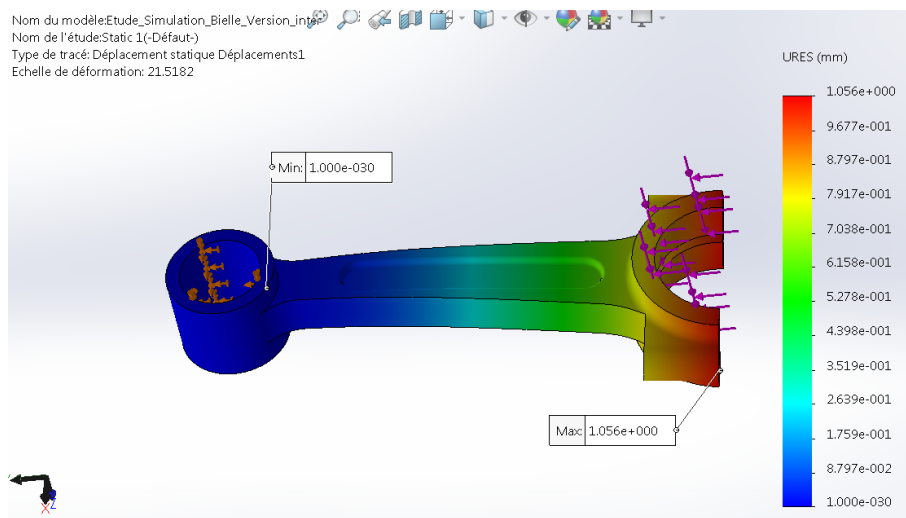 Nom du modèle:Etude_Simulation_Bielle_Version_inter
Nom de l'étude:Static 1(-Défaut-)
Type de tracé: Déplacement statique Déplacements1
Echelle de déformation: 21.5182
URES (mm)
1.056e+000
9.677e-001
8.797e-001
7.917e-001
7.038e-001
6.158e-001
5.278e-001
4.398e-001
3.519e-001
2.639e-001
1.759e-001
8.797e-002
1.000e-030
Min: 1.000e-030
Max: 1.056e+000
X
Z